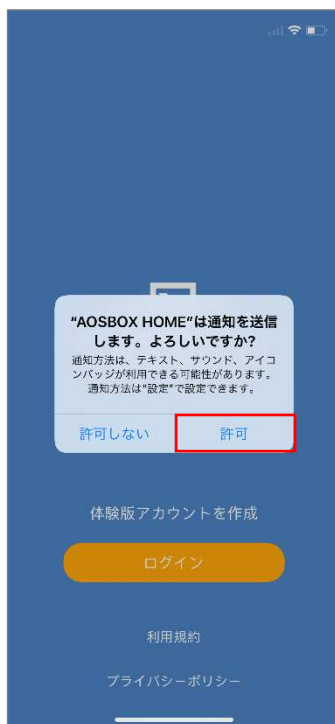 “AOSBOX HOME”は通知を送信
します。よろしいですか?
通知方法は、テキスト、サウンド、アイコ
ンバッジが利用できる可能性があります。
通知方法は“設定”で設定できます。
許可しない
許可
体験版アカウントを作成
ログイン
利用規約
プライバシーポリシー